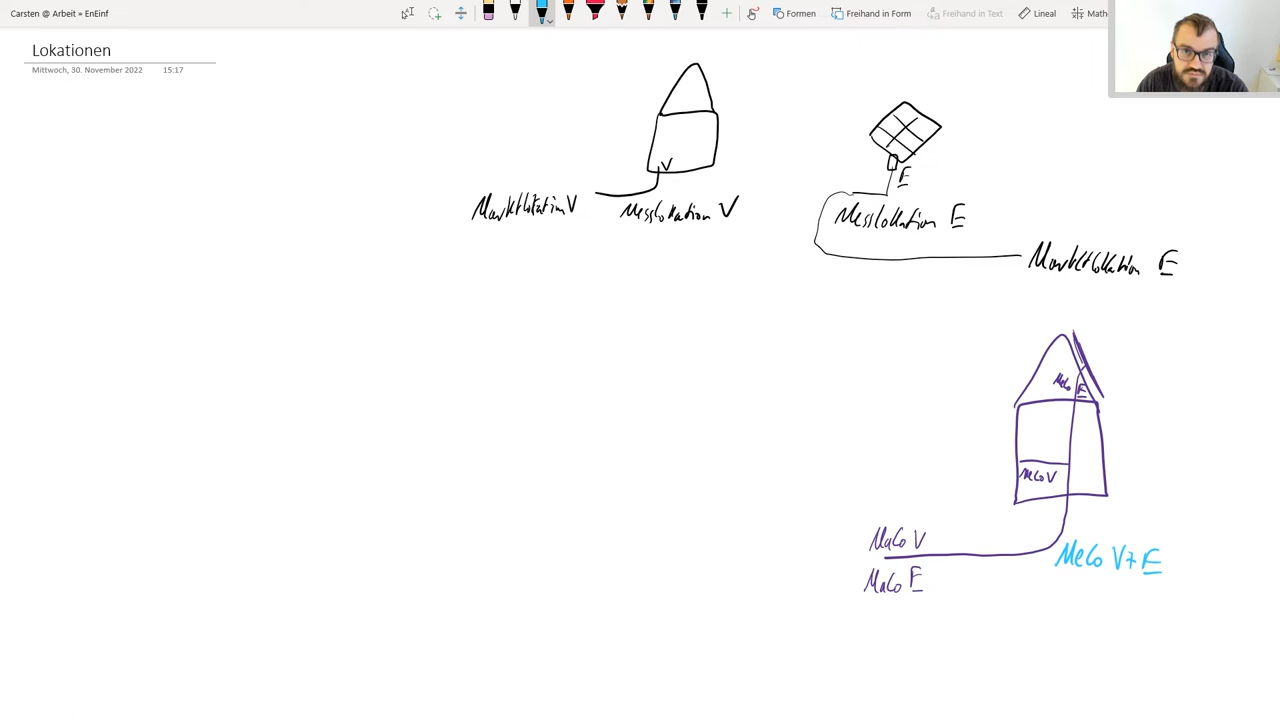 Carsten @ Arbeit » EnEinf
Formen
Freihand in Form
Freihand in Text
Lineal
Math
Lokationen
Mittwoch, 30. November 2022 15:17
V
E
Marktlokation V
Messlokation V
Messlokation E
Marktlokation E
MeLo E
MeLo V
MaLo V
MaLo E
MeLo V+E